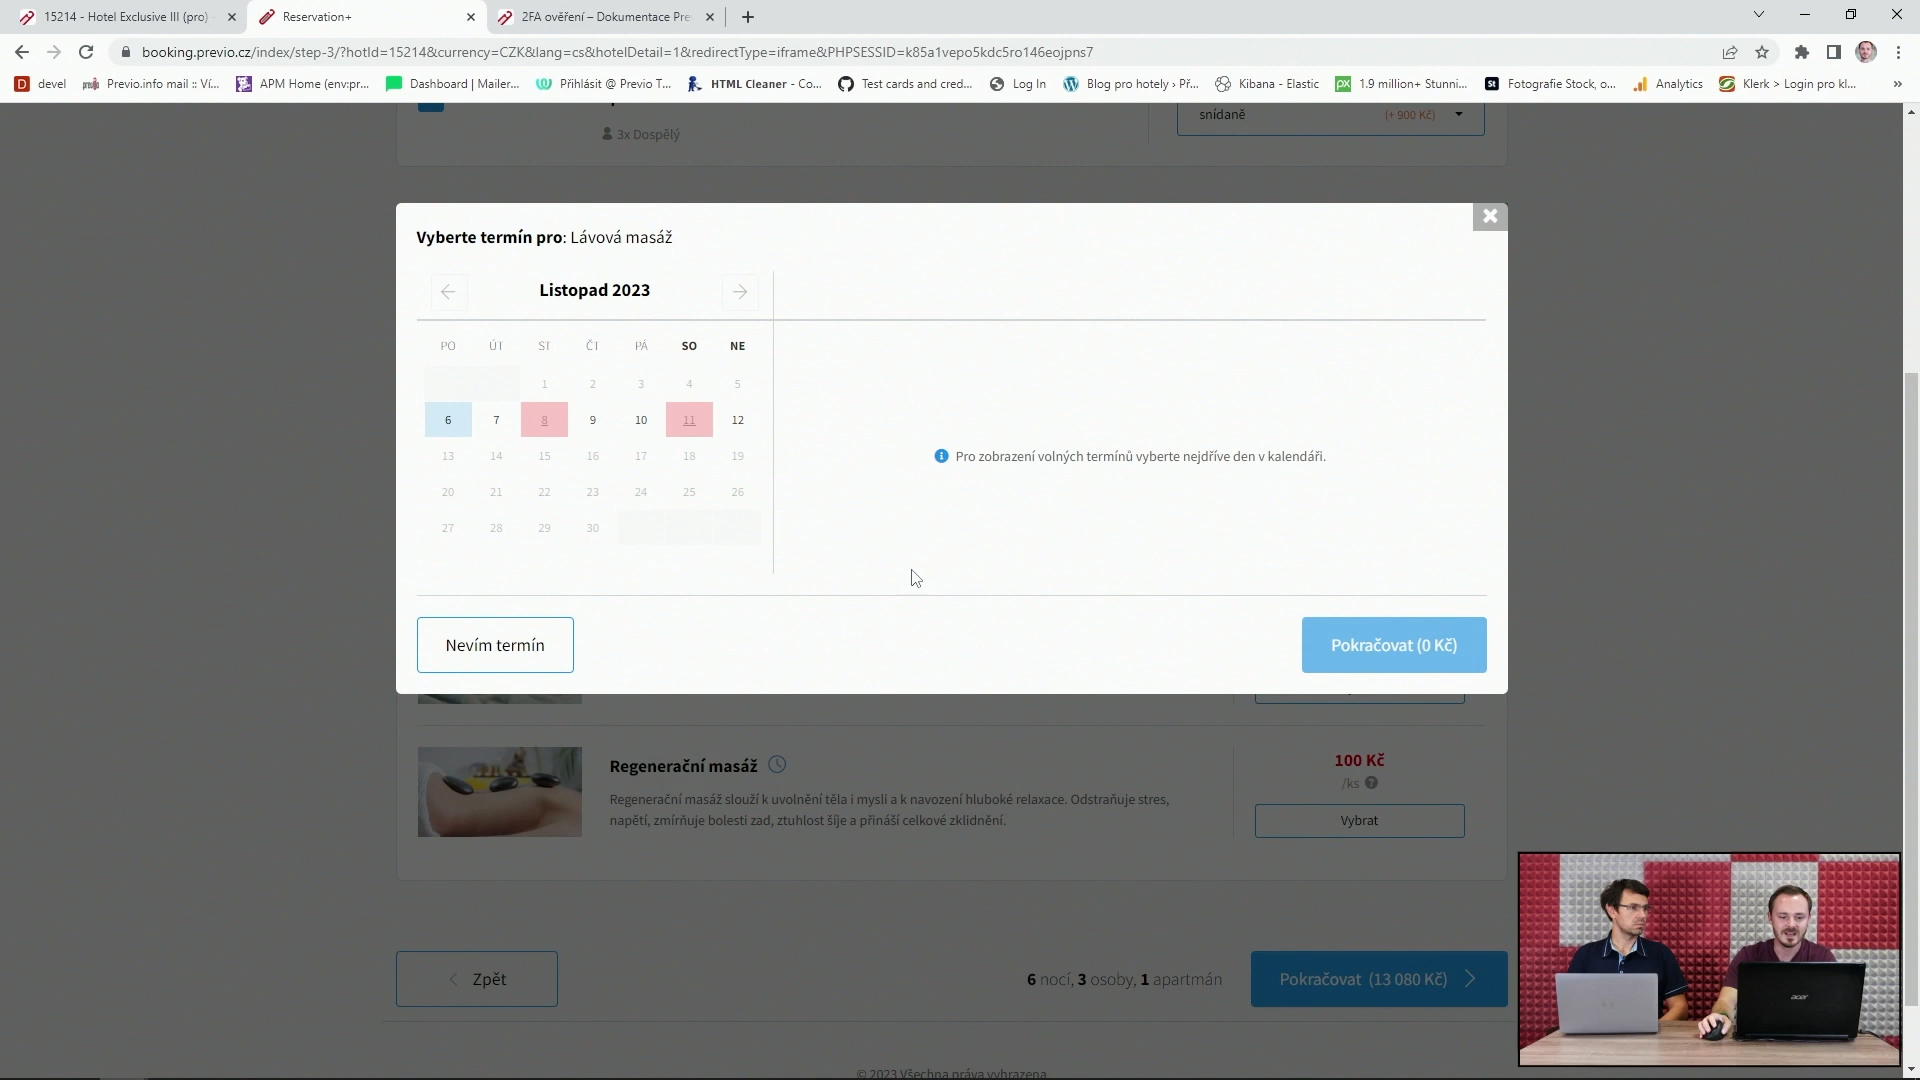 15214 - Hotel Exclusive III (pro)
Reservation+
2FA ověření – Dokumentace Pre
booking.previo.cz/index/step-3/?hotId=15214&currency=CZK&lang=cs&hotelDetail=1&redirectType=iframe&PHPSESSID=k85a1vepo5kdc5ro146eojpns7
devel
Previo.info mail :: Ví...
APM Home (env:pr...
Dashboard | Mailer...
Přihlásit @ Previo T...
HTML Cleaner - Co...
Test cards and cred...
Log In
Blog pro hotely › Př...
Kibana - Elastic
1.9 million+ Stunni...
Fotografie Stock, o...
Analytics
Klerk > Login pro kl...
»
snídaně (+ 900 Kč)
3x Dospělý
Vyberte termín pro: Lávová masáž
Listopad 2023
PO ÚT ST ČT PÁ SO NE
1 2 3 4 5
6 7 8 9 10 11 12
13 14 15 16 17 18 19
20 21 22 23 24 25 26
27 28 29 30
Pro zobrazení volných termínů vyberte nejdříve den v kalendáři.
Nevím termín
Pokračovat (0 Kč)
Regenerační masáž
Regenerační masáž slouží k uvolnění těla i mysli a k navození hluboké relaxace. Odstraňuje stres,
napětí, zmírňuje bolesti zad, ztuhlost šíje a přináší celkové zklidnění.
100 Kč
/ks
Vybrat
Zpět
6 nocí, 3 osoby, 1 apartmán
Pokračovat (13 080 Kč)
acer
© 2023 Všechna práva vyhrazena